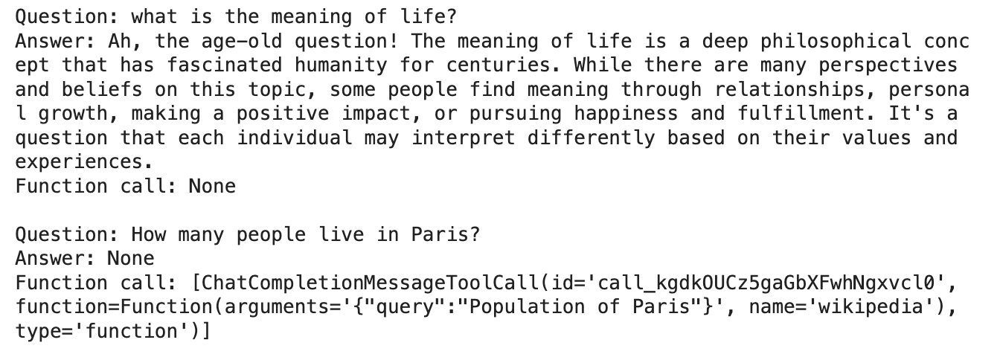 Question: what is the meaning of life?
Answer: Ah, the age-old question! The meaning of life is a deep philosophical conc
ept that has fascinated humanity for centuries. While there are many perspectives
and beliefs on this topic, some people find meaning through relationships, persona
l growth, making a positive impact, or pursuing happiness and fulfillment. It's a
question that each individual may interpret differently based on their values and
experiences.
Function call: None

Question: How many people live in Paris?
Answer: None
Function call: [ChatCompletionMessageToolCall(id='call_kgdkOUCz5gaGbXFwhNgxvcl0',
function=Function(arguments='{"query":"Population of Paris"}', name='wikipedia'),
type='function')]